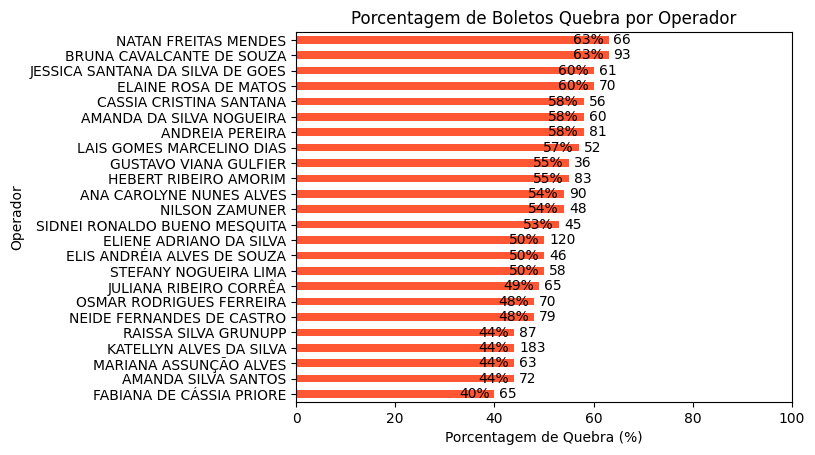 Porcentagem de Boletos Quebra por Operador
NATAN FREITAS MENDES 63% 66
BRUNA CAVALCANTE DE SOUZA 63% 93
JESSICA SANTANA DA SILVA DE GOES 60% 61
ELAINE ROSA DE MATOS 60% 70
CASSIA CRISTINA SANTANA 58% 56
AMANDA DA SILVA NOGUEIRA 58% 60
ANDREIA PEREIRA 58% 81
LAIS GOMES MARCELINO DIAS 57% 52
GUSTAVO VIANA GULFIER 55% 36
HEBERT RIBEIRO AMORIM 55% 83
ANA CAROLYNE NUNES ALVES 54% 90
NILSON ZAMUNER 54% 48
SIDNEI RONALDO BUENO MESQUITA 53% 45
ELIENE ADRIANO DA SILVA 50% 120
ELIS ANDRÉIA ALVES DE SOUZA 50% 46
STEFANY NOGUEIRA LIMA 50% 58
JULIANA RIBEIRO CORRÊA 49% 65
OSMAR RODRIGUES FERREIRA 48% 70
NEIDE FERNANDES DE CASTRO 48% 79
RAISSA SILVA GRUNUPP 44% 87
KATELLYN ALVES DA SILVA 44% 183
MARIANA ASSUNÇÃO ALVES 44% 63
AMANDA SILVA SANTOS 44% 72
FABIANA DE CÁSSIA PRIORE 40% 65
Operador
0 20 40 60 80 100
Porcentagem de Quebra (%)